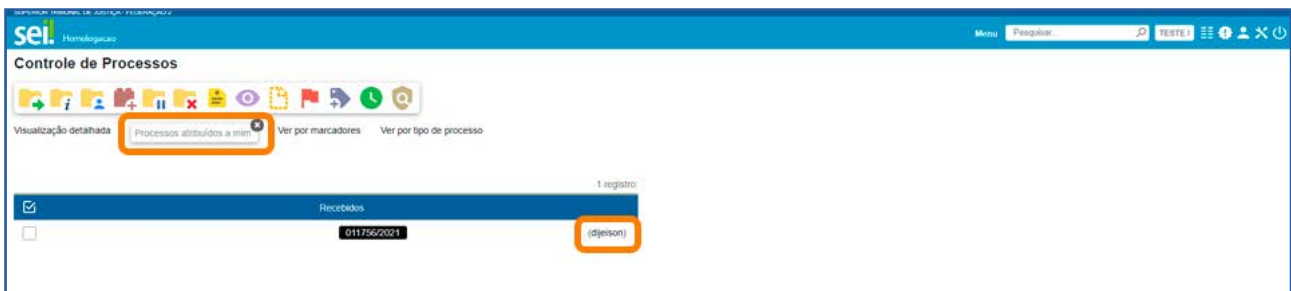 SUPERIOR TRIBUNAL DE JUSTIÇA - FEDERAÇÃO 2
sei! Homologacao Menu Pesquisar... TESTE
Controle de Processos
Visualização detalhada Processos atribuídos a mim Ver por marcadores Ver por tipo de processo
1 registro:
Recebidos
011756/2021 (dijeison)